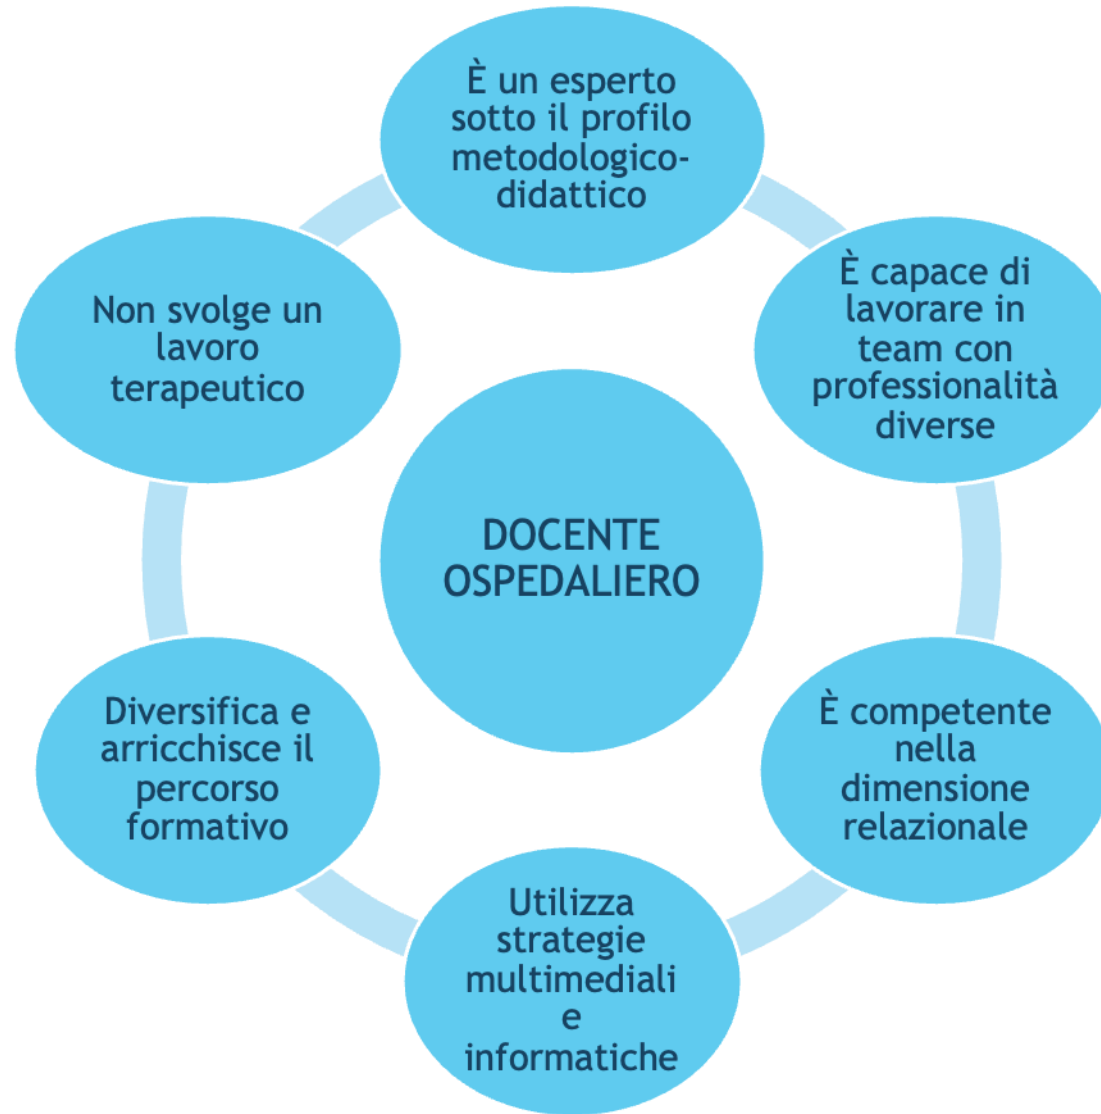 È un esperto
sotto il profilo
metodologico-
didattico
È capace di
lavorare in
team con
professionalità
diverse
È competente
nella
dimensione
relazionale
Utilizza
strategie
multimediali
e
informatiche
Diversifica e
arricchisce il
percorso
formativo
Non svolge un
lavoro
terapeutico
DOCENTE
OSPEDALIERO